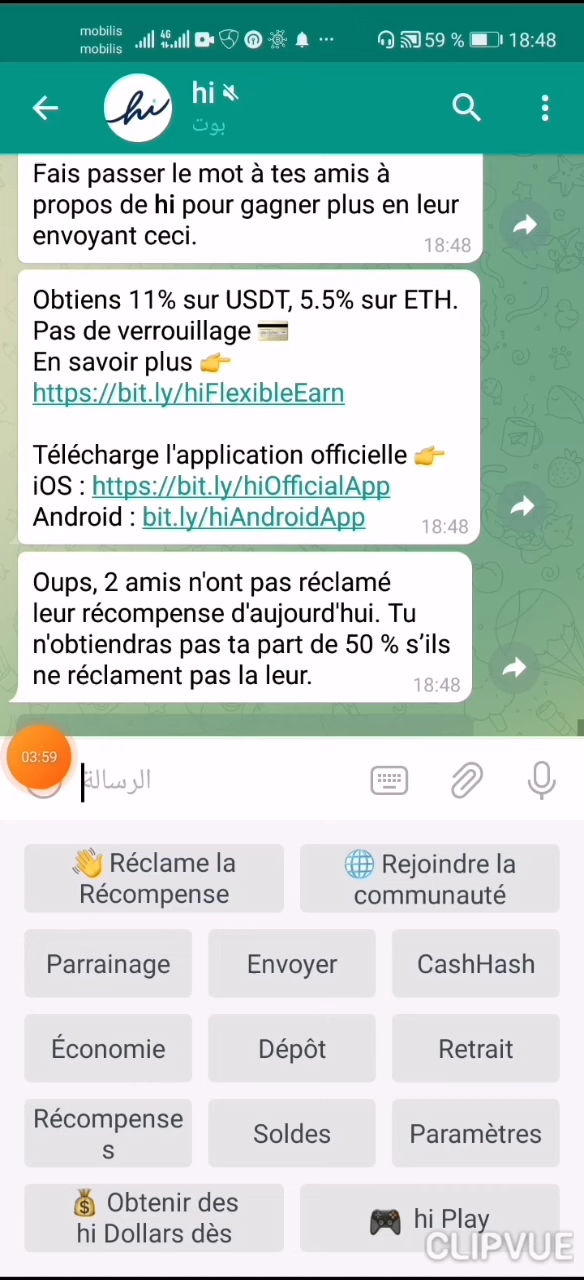 mobilis
mobilis
4G
59 %
18:48
hi
hi
بوت
Fais passer le mot à tes amis à
propos de hi pour gagner plus en leur
envoyant ceci.
18:48
Obtiens 11% sur USDT, 5.5% sur ETH.
Pas de verrouillage 💳
En savoir plus 👉
https://bit.ly/hiFlexibleEarn
Télécharge l'application officielle 👉
iOS : https://bit.ly/hiOfficialApp
Android : bit.ly/hiAndroidApp
18:48
Oups, 2 amis n'ont pas réclamé
leur récompense d'aujourd'hui. Tu
n'obtiendras pas ta part de 50 % s’ils
ne réclament pas la leur.
18:48
03:59
الرسالة
👋 Réclame la
Récompense
🌐 Rejoindre la
communauté
Parrainage
Envoyer
CashHash
Économie
Dépôt
Retrait
Récompense
s
Soldes
Paramètres
💰 Obtenir des
hi Dollars dès
🎮 hi Play
CLIPVUE